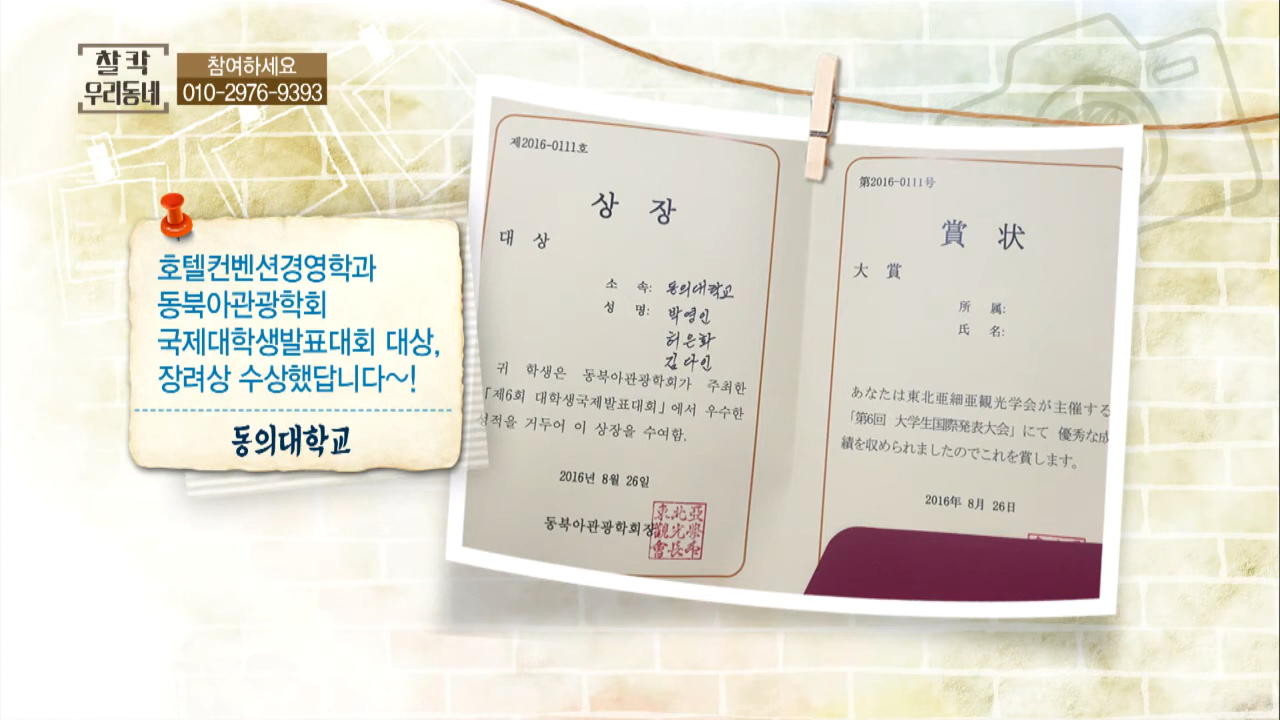 찰칵
우리동네
참여하세요
010-2976-9393
호텔컨벤션경영학과
동북아관광학회
국제대학생발표대회 대상,
장려상 수상했답니다~!
동의대학교
제2016-0111호
상 장
대 상
소 속: 동의대학교
성 명: 박영인
허은화
김다인
귀 학생은 동북아관광학회가 주최한
「제6회 대학생국제발표대회」에서 우수한
성적을 거두어 이 상장을 수여함.
2016년 8월 26일
동북아관광학회장
東北亞
觀光學
會長印
第2016-0111号
賞 状
大 賞
所 属:
氏 名:
あなたは東北亜細亜観光学会が主催する
「第6回 大学生国際発表大会」にて 優秀な成
績を収められましたのでこれを賞します。
2016年 8月 26日